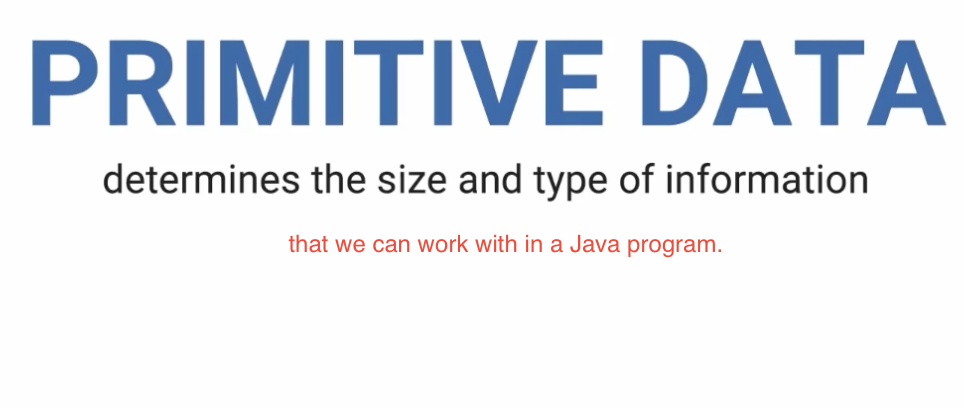 PRIMITIVE DATA
determines the size and type of information
that we can work with in a Java program.